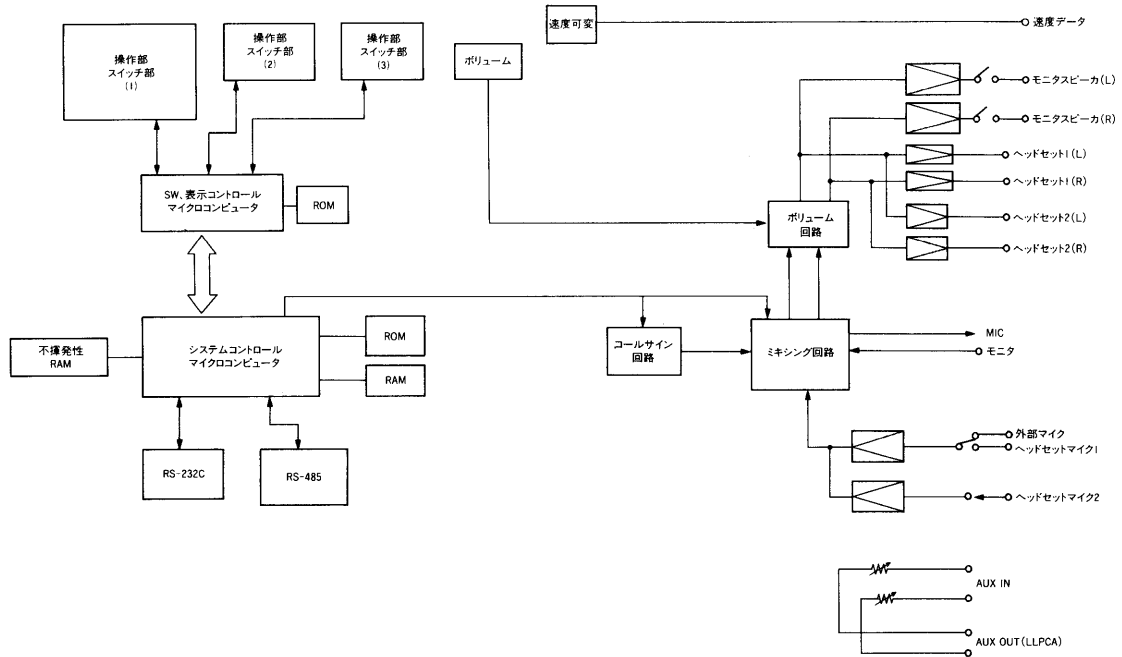 速度可変
速度データ
操作部
スイッチ部
(1)
操作部
スイッチ部
(2)
操作部
スイッチ部
(3)
ボリューム
モニタスピーカ(L)
モニタスピーカ(R)
ヘッドセット1(L)
ヘッドセット1(R)
ヘッドセット2(L)
ヘッドセット2(R)
SW、表示コントロール
マイクロコンピュータ
ROM
ボリューム
回路
不揮発性
RAM
システムコントロール
マイクロコンピュータ
ROM
RAM
コールサイン
回路
ミキシング回路
MIC
モニタ
RS-232C
RS-485
外部マイク
ヘッドセットマイク1
ヘッドセットマイク2
AUX IN
AUX OUT(LLPCA)